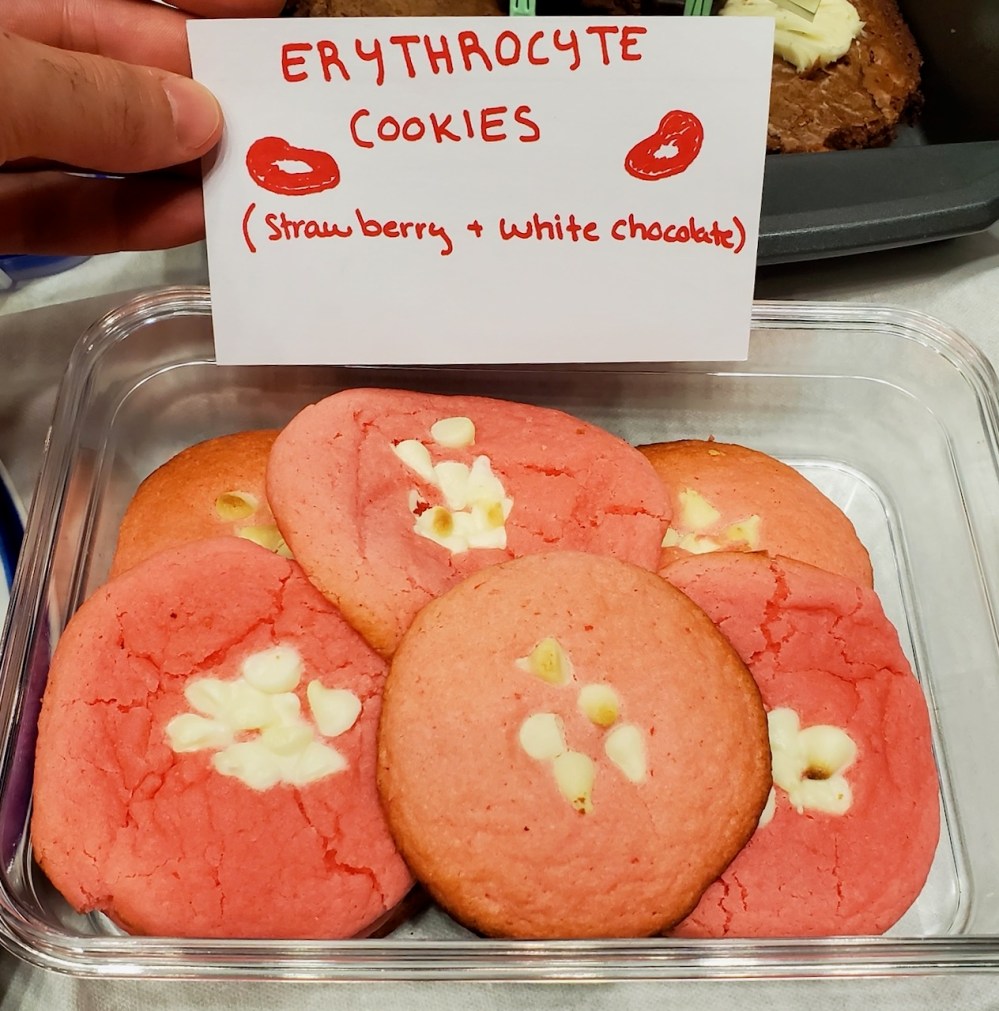 ERYTHROCYTE
COOKIES
(Strawberry + white chocolate)